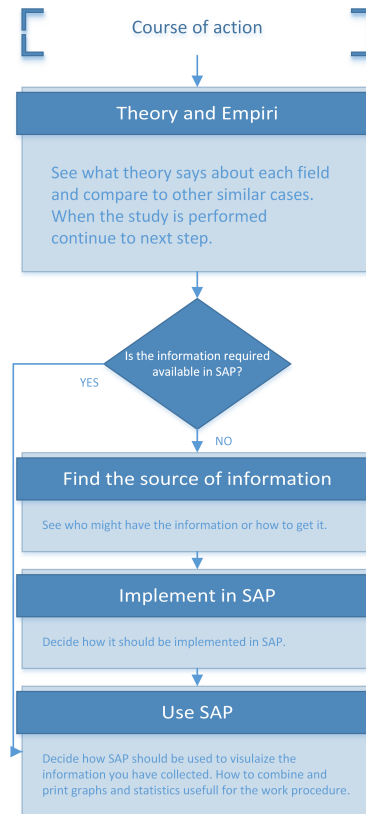 Course of action
Theory and Empiri
See what theory says about each field
and compare to other similar cases.
When the study is performed
continue to next step.
Is the information required
available in SAP?
YES
NO
Find the source of information
See who might have the information or how to get it.
Implement in SAP
Decide how it should be implemented in SAP.
Use SAP
Decide how SAP should be used to visulaize the
information you have collected. How to combine and
print graphs and statistics usefull for the work procedure.